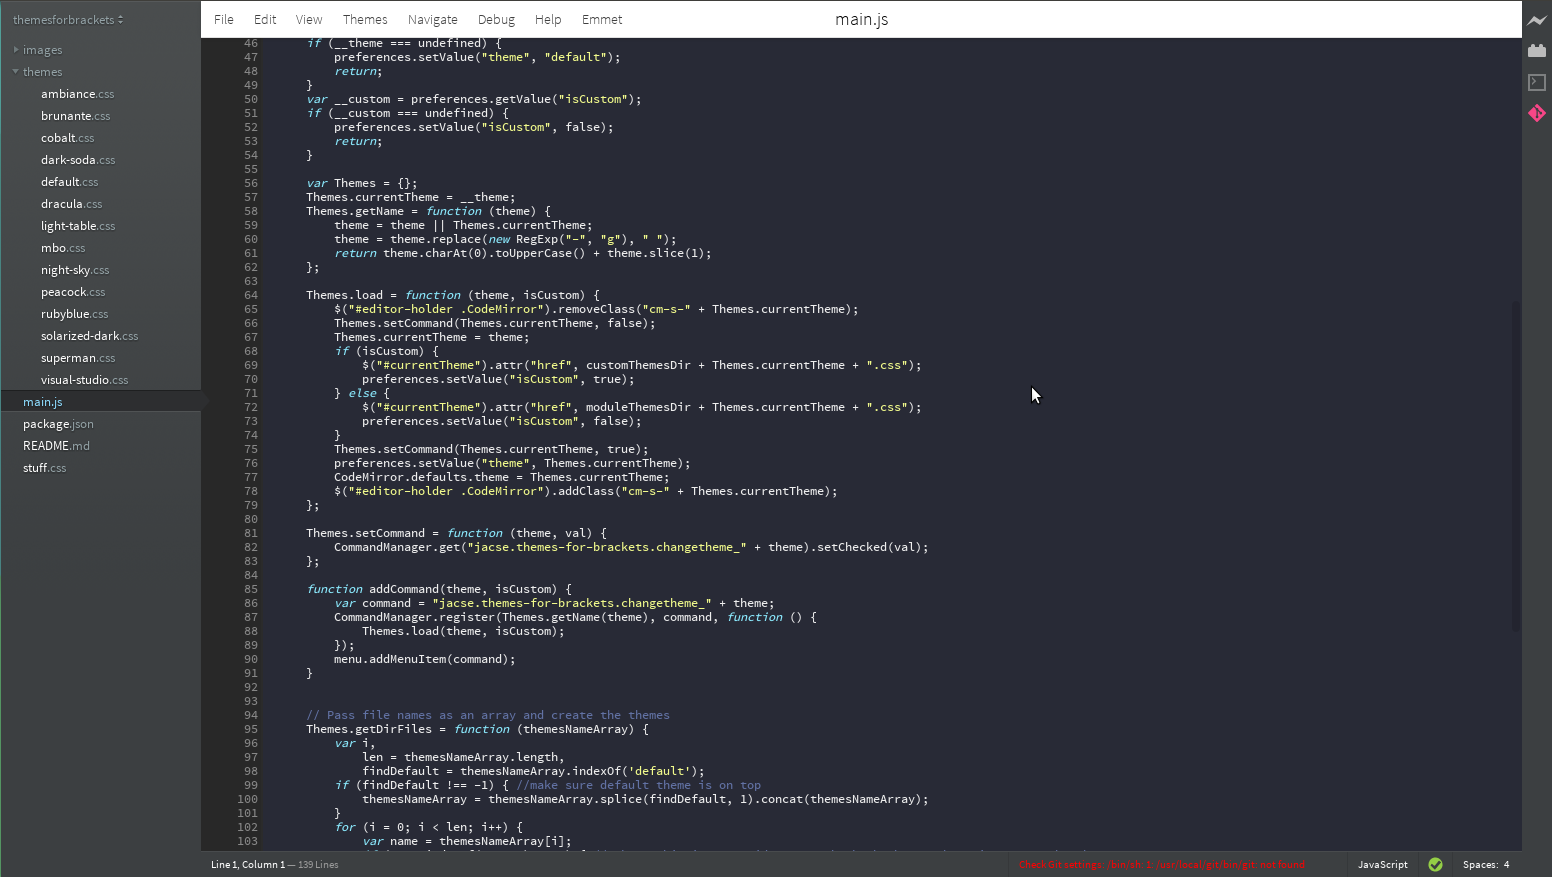 themesforbrackets
File Edit View Themes Navigate Debug Help Emmet
main.js
images
themes
ambiance.css
brunante.css
cobalt.css
dark-soda.css
default.css
dracula.css
light-table.css
mbo.css
night-sky.css
peacock.css
rubyblue.css
solarized-dark.css
superman.css
visual-studio.css
main.js
package.json
README.md
stuff.css
46 if (__theme === undefined) {
47 preferences.setValue("theme", "default");
48 return;
49 }
50 var __custom = preferences.getValue("isCustom");
51 if (__custom === undefined) {
52 preferences.setValue("isCustom", false);
53 return;
54 }
55
56 var Themes = {};
57 Themes.currentTheme = __theme;
58 Themes.getName = function (theme) {
59 theme = theme || Themes.currentTheme;
60 theme = theme.replace(new RegExp("-", "g"), " ");
61 return theme.charAt(0).toUpperCase() + theme.slice(1);
62 };
63
64 Themes.load = function (theme, isCustom) {
65 $("#editor-holder .CodeMirror").removeClass("cm-s-" + Themes.currentTheme);
66 Themes.setCommand(Themes.currentTheme, false);
67 Themes.currentTheme = theme;
68 if (isCustom) {
69 $("#currentTheme").attr("href", customThemesDir + Themes.currentTheme + ".css");
70 preferences.setValue("isCustom", true);
71 } else {
72 $("#currentTheme").attr("href", moduleThemesDir + Themes.currentTheme + ".css");
73 preferences.setValue("isCustom", false);
74 }
75 Themes.setCommand(Themes.currentTheme, true);
76 preferences.setValue("theme", Themes.currentTheme);
77 CodeMirror.defaults.theme = Themes.currentTheme;
78 $("#editor-holder .CodeMirror").addClass("cm-s-" + Themes.currentTheme);
79 };
80
81 Themes.setCommand = function (theme, val) {
82 CommandManager.get("jacse.themes-for-brackets.changetheme_" + theme).setChecked(val);
83 };
84
85 function addCommand(theme, isCustom) {
86 var command = "jacse.themes-for-brackets.changetheme_" + theme;
87 CommandManager.register(Themes.getName(theme), command, function () {
88 Themes.load(theme, isCustom);
89 });
90 menu.addMenuItem(command);
91 }
92
93
94 // Pass file names as an array and create the themes
95 Themes.getDirFiles = function (themesNameArray) {
96 var i,
97 len = themesNameArray.length,
98 findDefault = themesNameArray.indexOf('default');
99 if (findDefault !== -1) { //make sure default theme is on top
100 themesNameArray = themesNameArray.splice(findDefault, 1).concat(themesNameArray);
101 }
102 for (i = 0; i < len; i++) {
103 var name = themesNameArray[i];
Line 1, Column 1 — 139 Lines
CheckGit settings: /bin/sh: 1: /usr/local/git/bin/git: not found
JavaScript
Spaces: 4